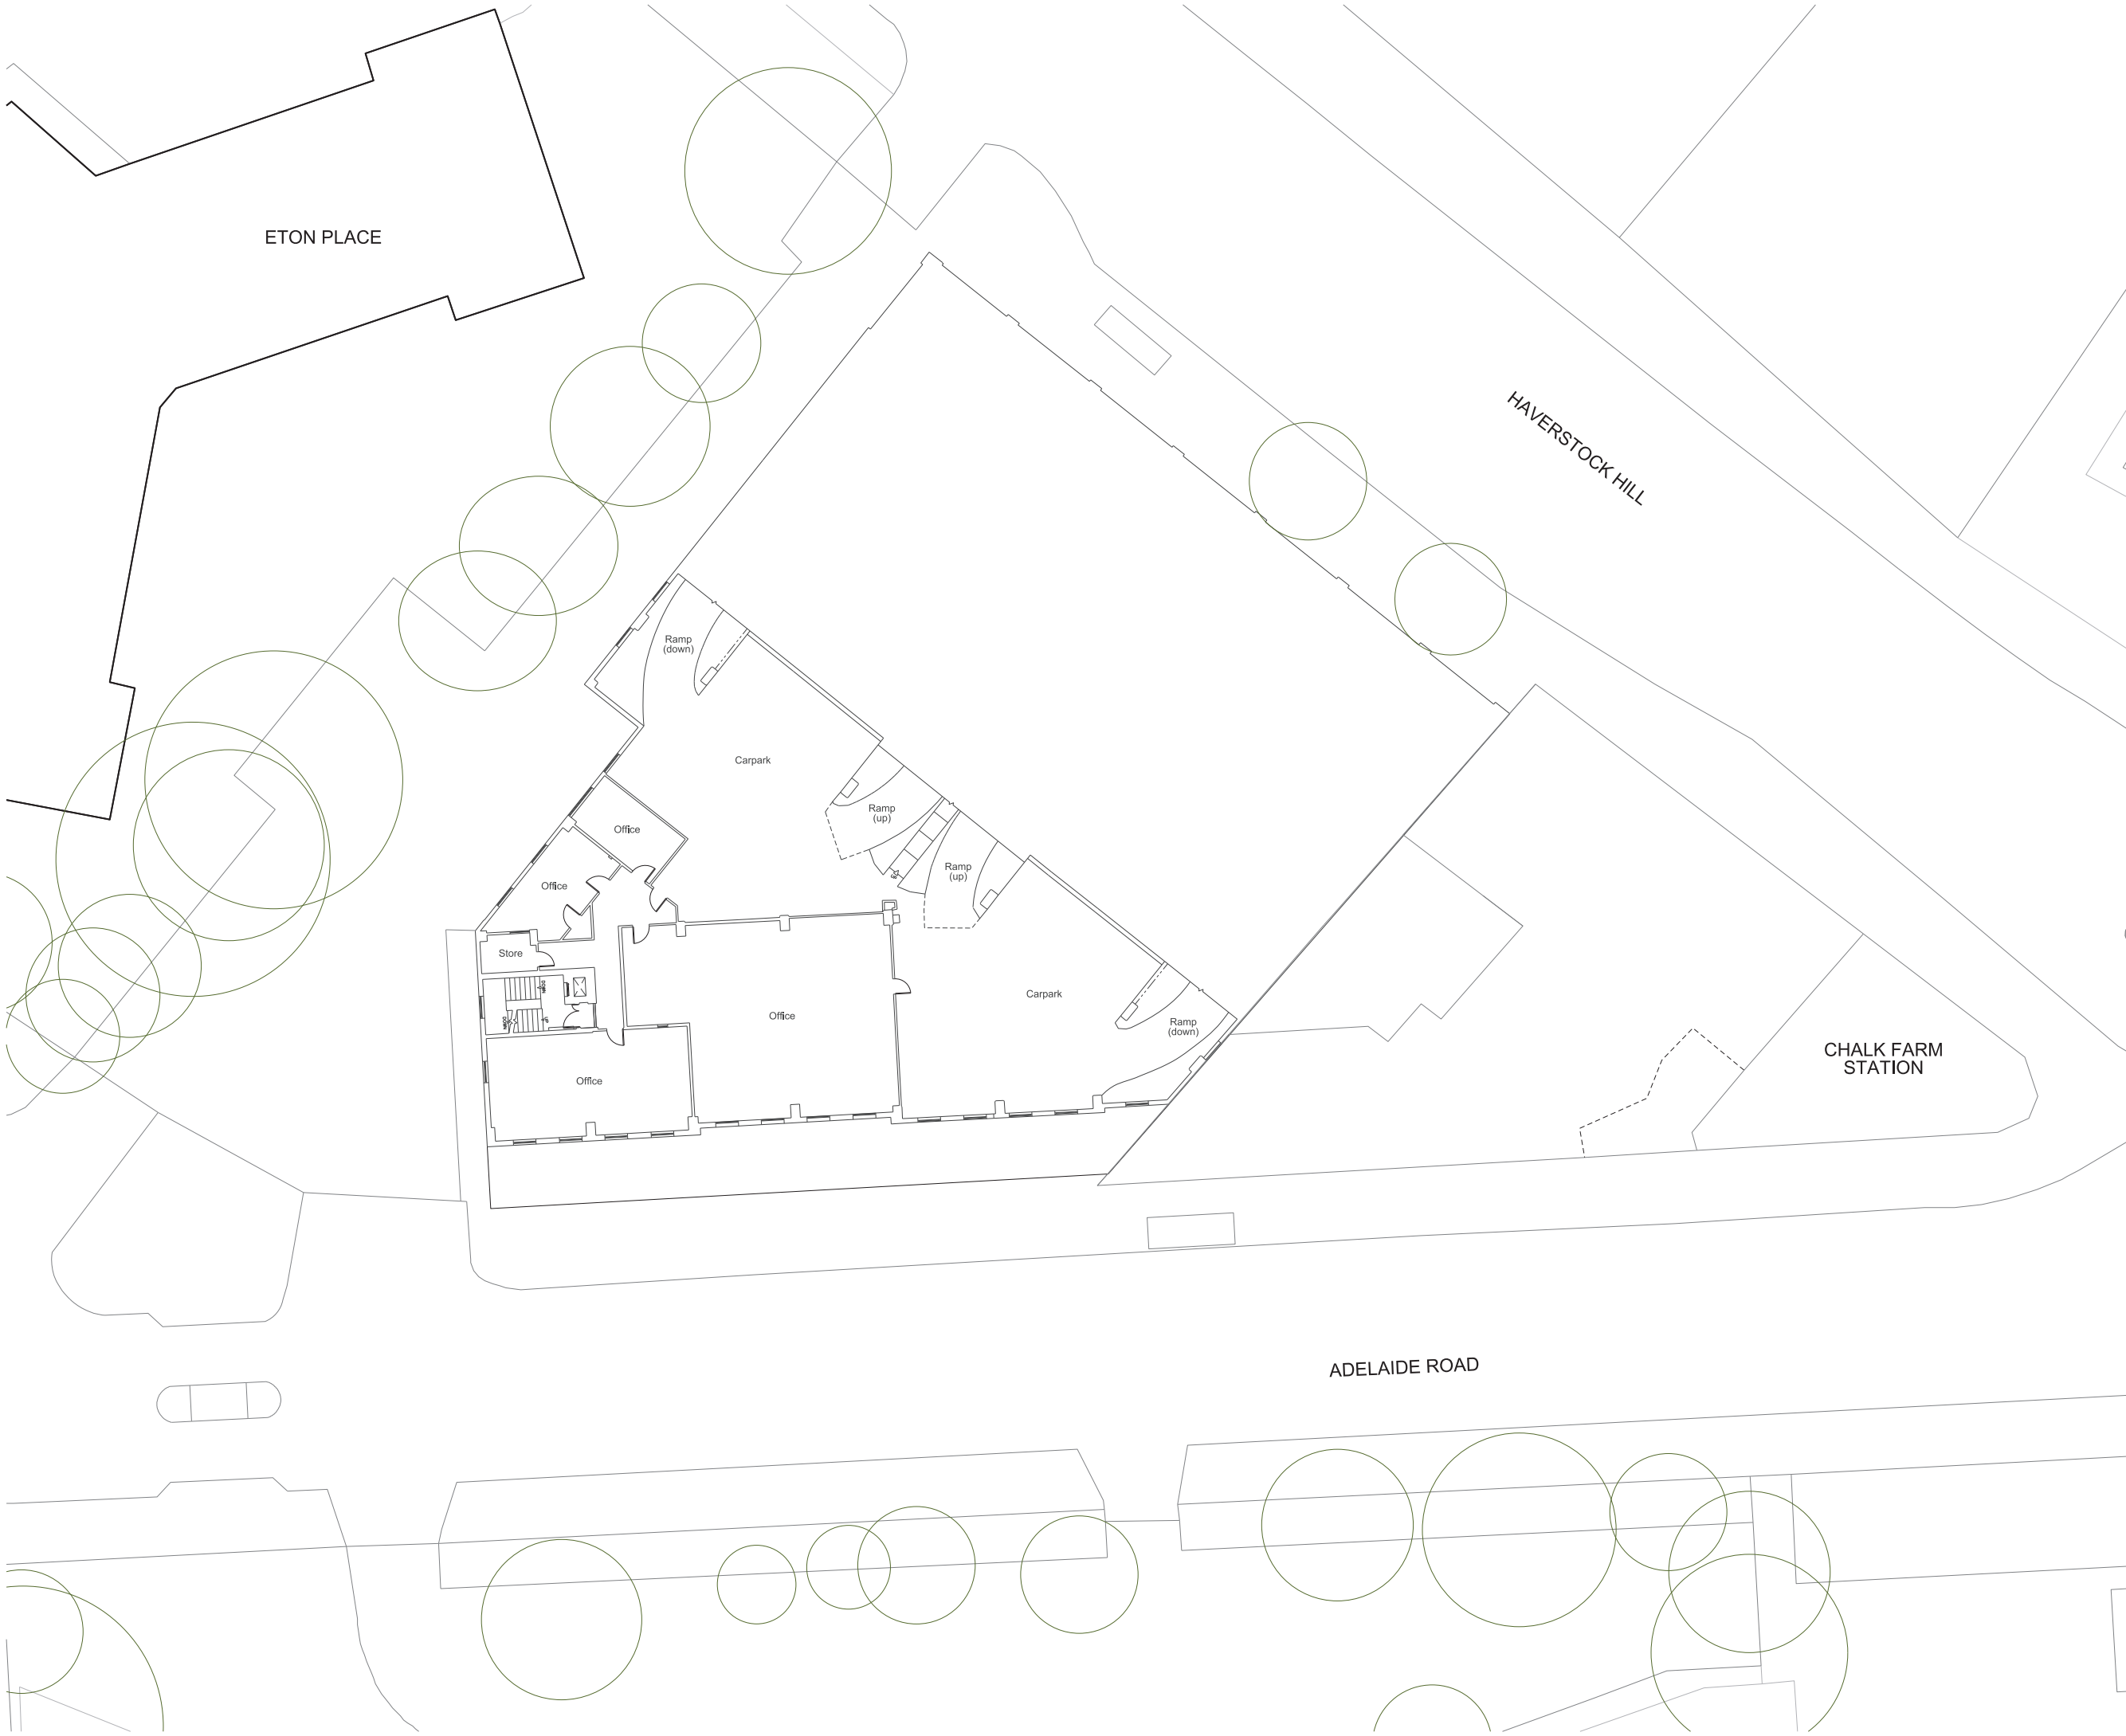 ETON PLACE
HAVERSTOCK HILL
Ramp
(down)
Carpark
Ramp
(up)
Office
Ramp
(up)
Office
Store
Carpark
Office
Ramp
(down)
CHALK FARM
STATION
Office
ADELAIDE ROAD